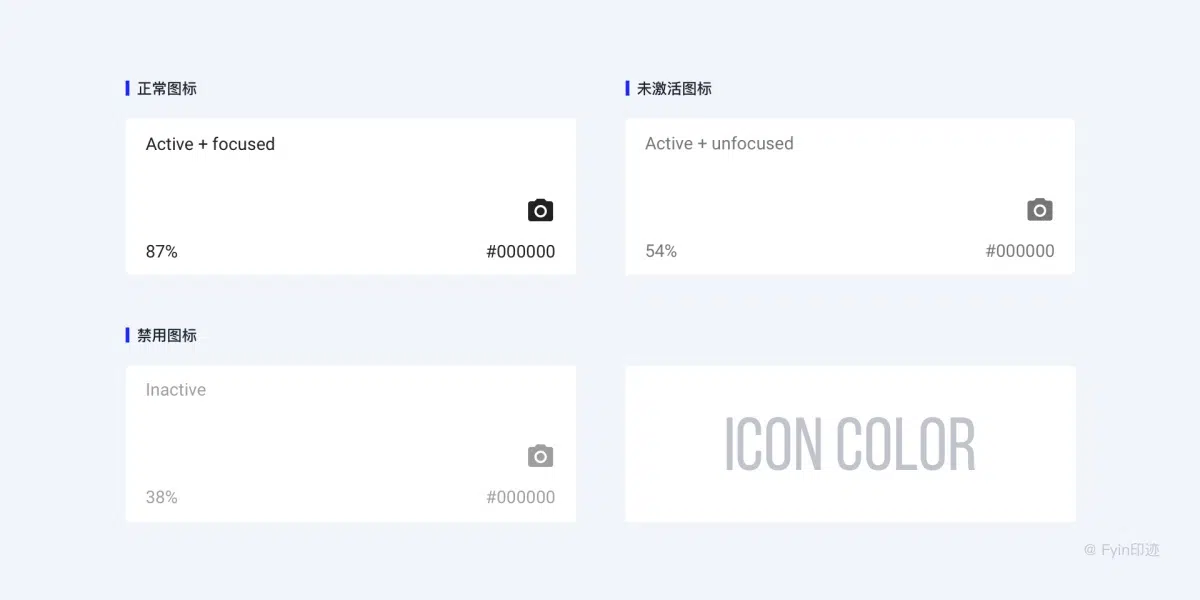 正常图标
Active + focused
87%
#000000
未激活图标
Active + unfocused
54%
#000000
禁用图标
Inactive
38%
#000000
ICON COLOR
@ Fyin印迹